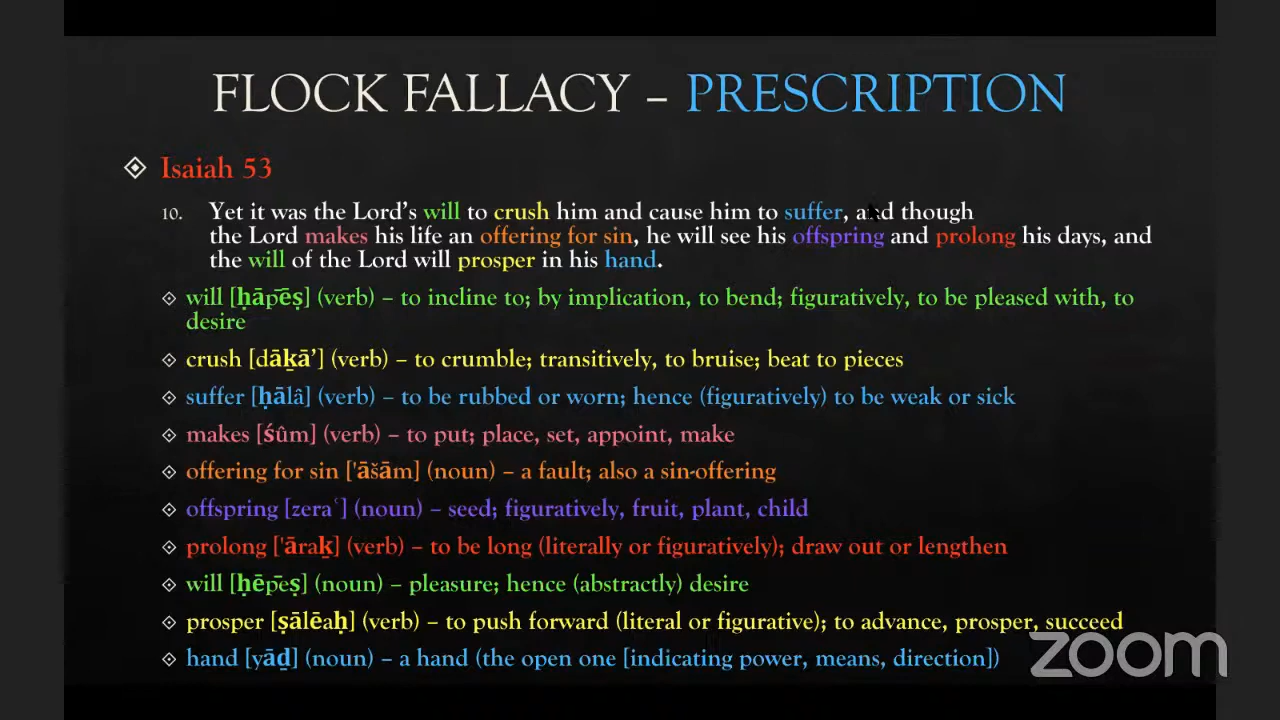 FLOCK FALLACY – PRESCRIPTION
Isaiah 53
10. Yet it was the Lord's will to crush him and cause him to suffer, and though
the Lord makes his life an offering for sin, he will see his offspring and prolong his days, and
the will of the Lord will prosper in his hand.
will [ḥāp̄ēṣ] (verb) – to incline to; by implication, to bend; figuratively, to be pleased with, to
desire
crush [dāḵā'] (verb) – to crumble; transitively, to bruise; beat to pieces
suffer [ḥālâ] (verb) – to be rubbed or worn; hence (figuratively) to be weak or sick
makes [śûm] (verb) – to put; place, set, appoint, make
offering for sin ['āšām] (noun) – a fault; also a sin-offering
offspring [zeraʿ] (noun) – seed; figuratively, fruit, plant, child
prolong ['āraḵ] (verb) – to be long (literally or figuratively); draw out or lengthen
will [ḥēp̄eṣ] (noun) – pleasure; hence (abstractly) desire
prosper [ṣālēaḥ] (verb) – to push forward (literal or figurative); to advance, prosper, succeed
hand [yāḏ] (noun) – a hand (the open one [indicating power, means, direction])
zoom